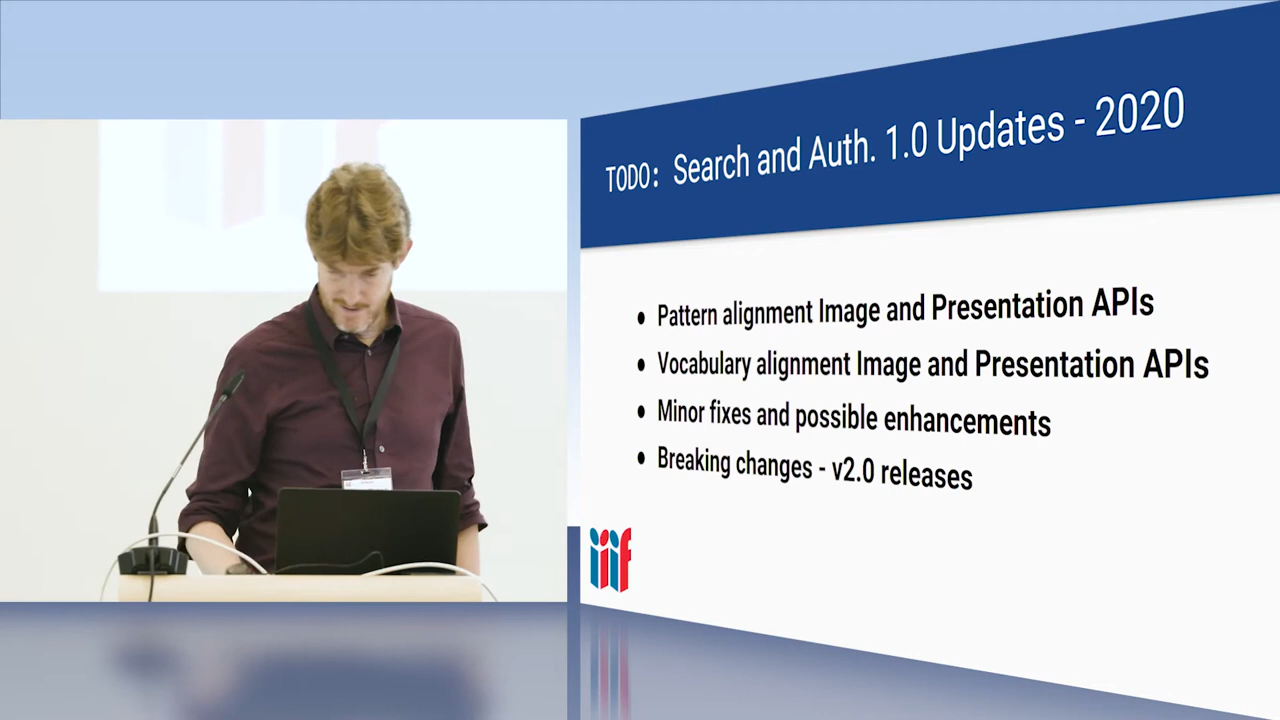 TODO: Search and Auth. 1.0 Updates - 2020
• Pattern alignment Image and Presentation APIs
• Vocabulary alignment Image and Presentation APIs
• Minor fixes and possible enhancements
• Breaking changes - v2.0 releases
iiif